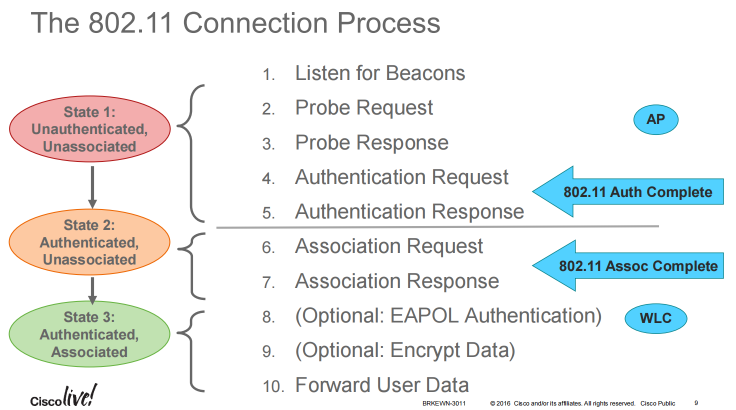 The 802.11 Connection Process
State 1:
Unauthenticated,
Unassociated
State 2:
Authenticated,
Unassociated
State 3:
Authenticated,
Associated
1. Listen for Beacons
2. Probe Request
3. Probe Response
4. Authentication Request
5. Authentication Response
6. Association Request
7. Association Response
8. (Optional: EAPOL Authentication)
9. (Optional: Encrypt Data)
10. Forward User Data
AP
802.11 Auth Complete
802.11 Assoc Complete
WLC
Cisco live!
BRKEWN-3011 © 2016 Cisco and/or its affiliates. All rights reserved. Cisco Public 9